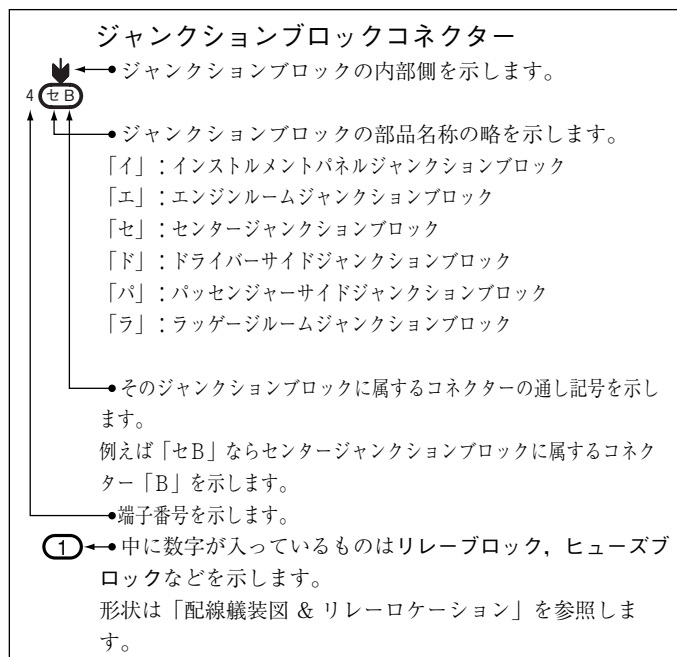 ジャンクションブロックコネクター
ジャンクションブロックの内部側を示します。
4 セB
ジャンクションブロックの部品名称の略を示します。
「イ」：インストルメントパネルジャンクションブロック
「エ」：エンジンルームジャンクションブロック
「セ」：センタージャンクションブロック
「ド」：ドライバーサイドジャンクションブロック
「パ」：パッセンジャーサイドジャンクションブロック
「ラ」：ラッゲージルームジャンクションブロック
そのジャンクションブロックに属するコネクターの通し記号を示し
ます。
例えば「セB」ならセンタージャンクションブロックに属するコネク
ター「B」を示します。
端子番号を示します。
1 中に数字が入っているものはリレーブロック，ヒューズブ
ロックなどを示します。
形状は「配線艤装図 & リレーロケーション」を参照しま
す。